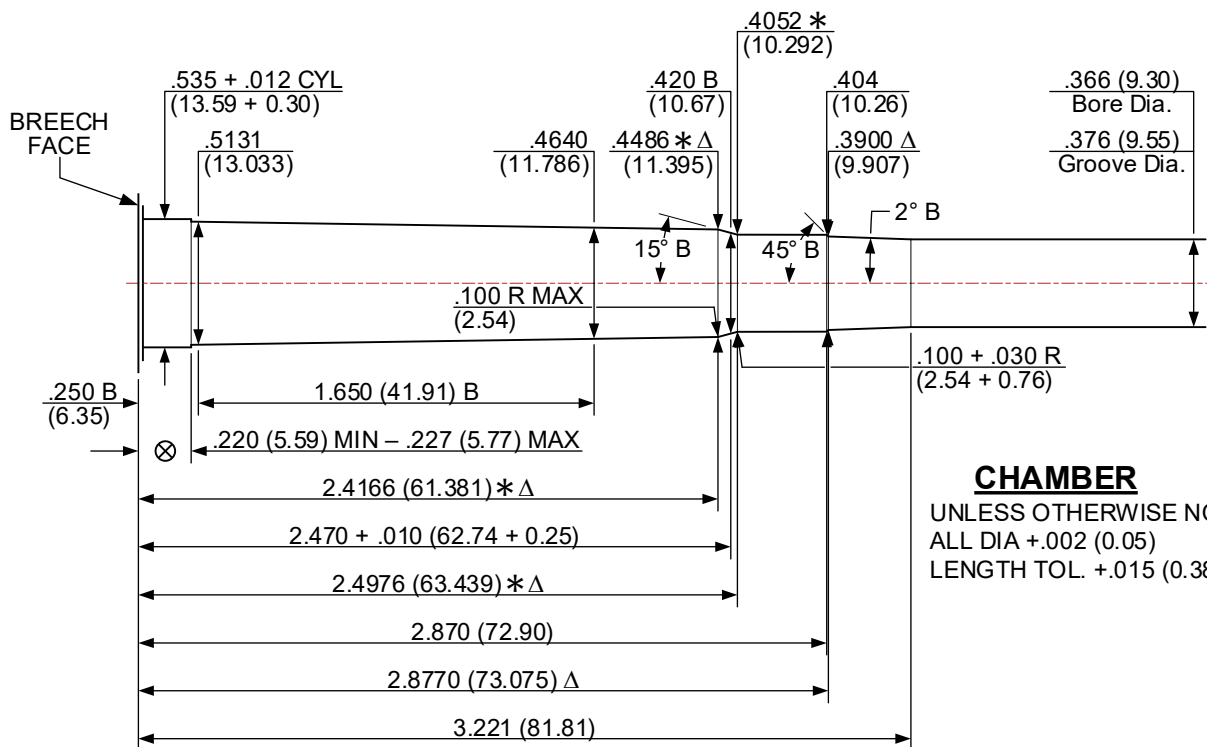 .4052 *
(10.292)
.535 + .012 CYL
(13.59 + 0.30)
.420 B
(10.67)
.404
(10.26)
.366 (9.30)
Bore Dia.
BREECH
FACE
.5131
(13.033)
.4640
(11.786)
.4486 * Δ
(11.395)
.3900 Δ
(9.907)
.376 (9.55)
Groove Dia.
2° B
15° B
45° B
.100 R MAX
(2.54)
.100 + .030 R
(2.54 + 0.76)
.250 B
(6.35)
1.650 (41.91) B
⊗
.220 (5.59) MIN – .227 (5.77) MAX
2.4166 (61.381) * Δ
2.470 + .010 (62.74 + 0.25)
2.4976 (63.439) * Δ
2.870 (72.90)
2.8770 (73.075) Δ
3.221 (81.81)
CHAMBER
UNLESS OTHERWISE
ALL DIA +.002 (0.05)
LENGTH TOL. +.015